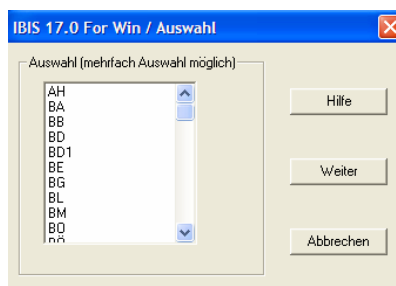 IBIS 17.0 For Win / Auswahl
Auswahl (mehrfach Auswahl möglich)
AH
BA
BB
BD
BD1
BE
BG
BL
BM
BO
Hilfe
Weiter
Abbrechen